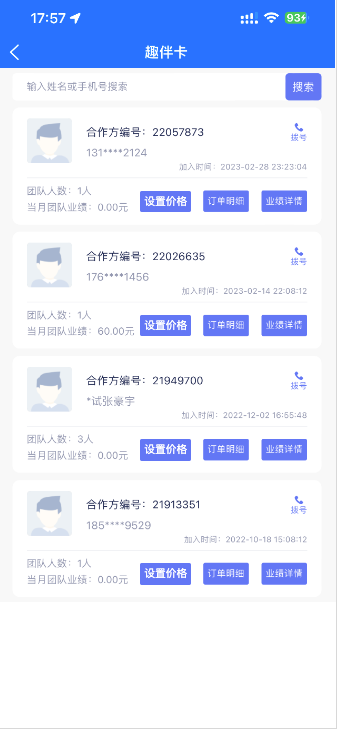 17:57
93
趣伴卡
输入姓名或手机号搜索
搜索
合作方编号：22057873
131****2124
拨号
加入时间：2023-02-28 23:23:04
团队人数：1人
当月团队业绩：0.00元
设置价格
订单明细
业绩详情
合作方编号：22026635
176****1456
拨号
加入时间：2023-02-14 22:08:12
团队人数：1人
当月团队业绩：60.00元
设置价格
订单明细
业绩详情
合作方编号：21949700
*试张豪宇
拨号
加入时间：2022-12-02 16:55:48
团队人数：3人
当月团队业绩：0.00元
设置价格
订单明细
业绩详情
合作方编号：21913351
185****9529
拨号
加入时间：2022-10-18 15:08:12
团队人数：1人
当月团队业绩：0.00元
设置价格
订单明细
业绩详情